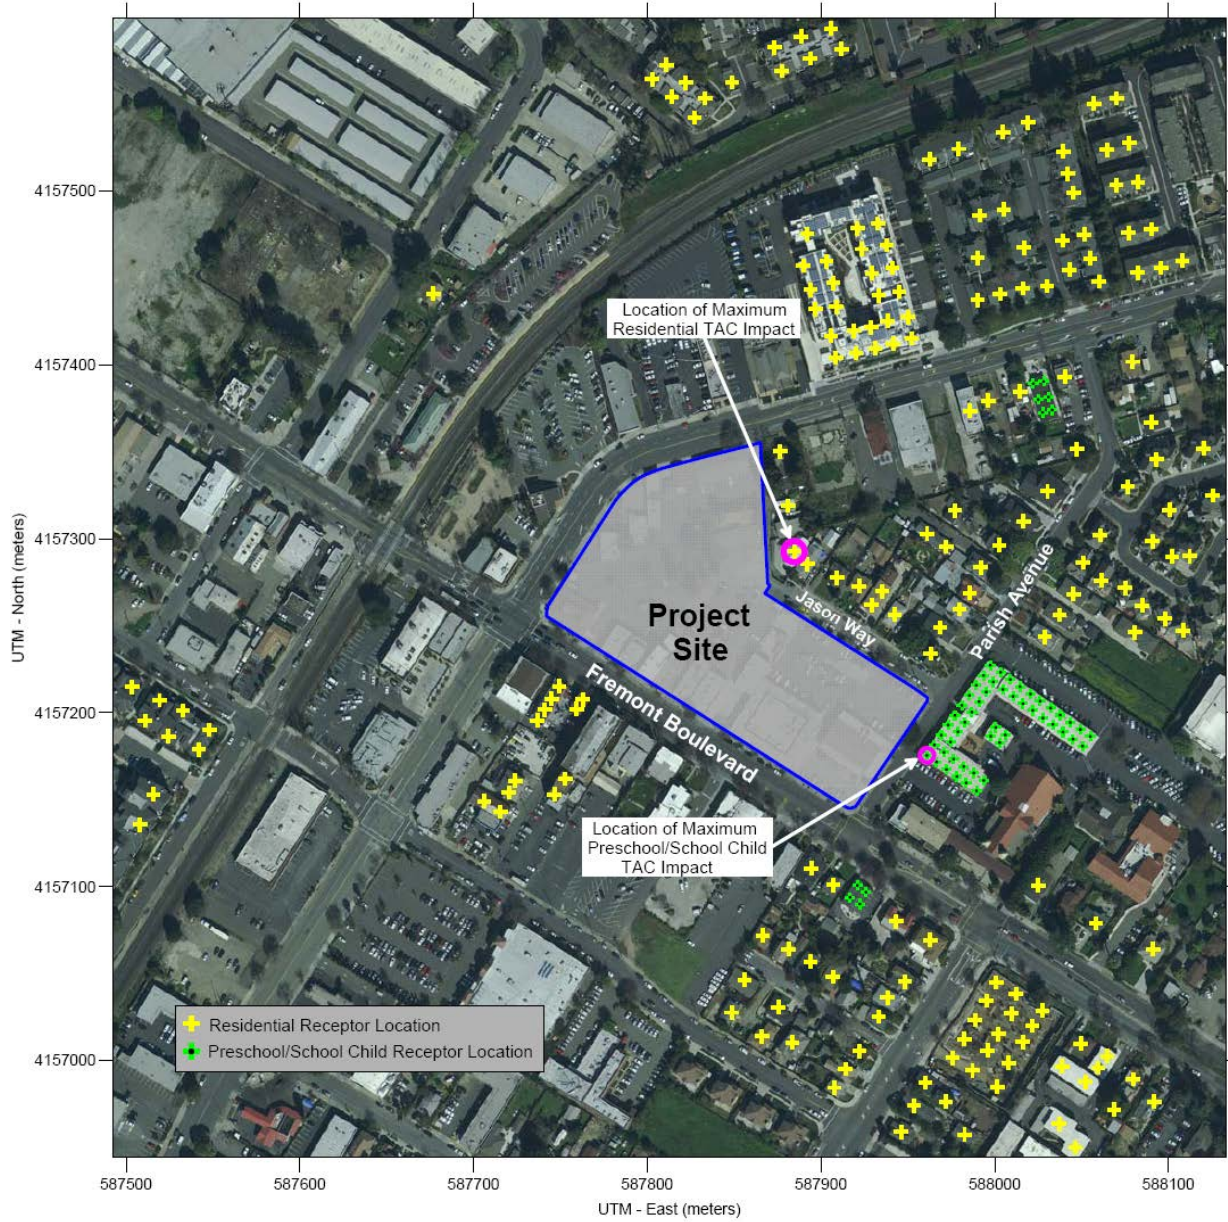 4157500
4157400
4157300
4157200
4157100
4157000
UTM - North (meters)
Location of Maximum
Residential TAC Impact
Project
Site
Jason Way
Parish Avenue
Fremont Boulevard
Location of Maximum
Preschool/School Child
TAC Impact
Residential Receptor Location
Preschool/School Child Receptor Location
587500
587600
587700
587800
587900
588000
588100
UTM - East (meters)